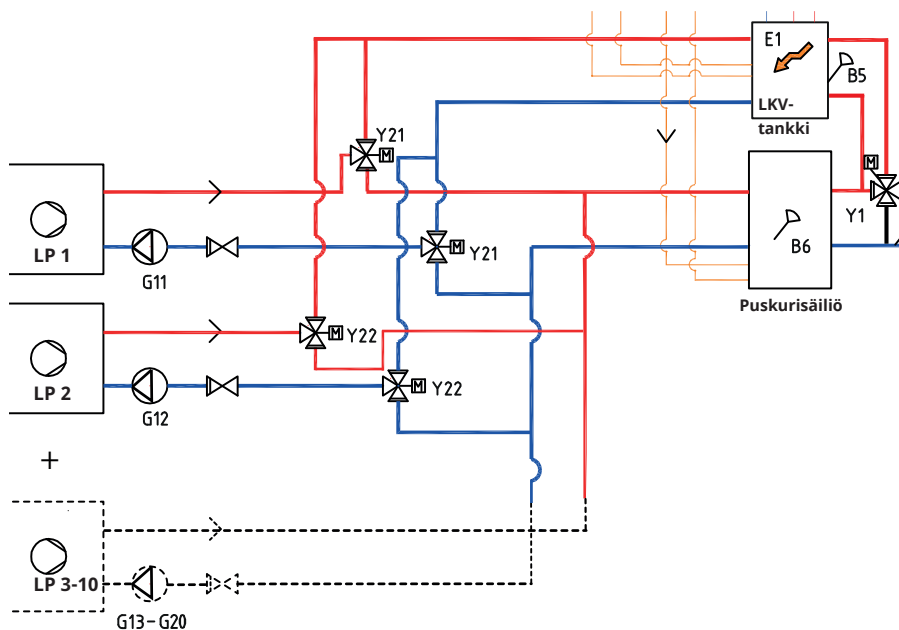 E1
B5
LKV-
tankki
Y21
M
M
LP 1
G11
M
Y21
Y1
B6
Puskurisäiliö
M
Y22
LP 2
G12
M
Y22
+
LP 3-10
G13-G20